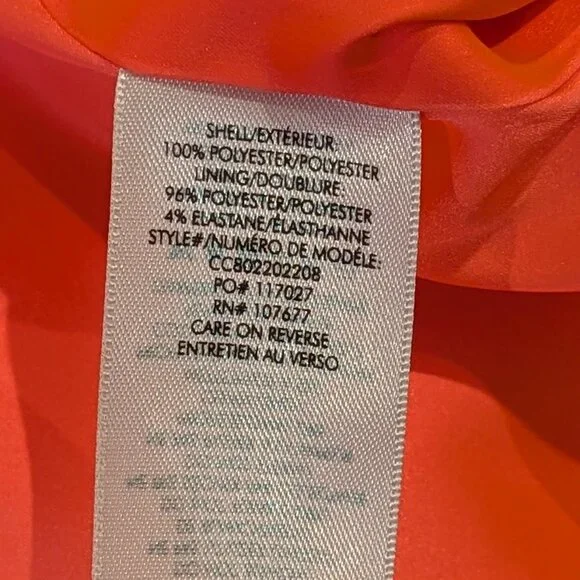 SHELL/EXTÉRIEUR:
100% POLYESTER/POLYESTER
LINING/DOUBLURE
96% POLYESTER/POLYESTER
4% ELASTANE/ÉLASTHANNE
STYLE#/NUMÉRO DE MODÈLE:
CC802202208
PO# 117027
RN# 107677
CARE ON REVERSE
ENTRETIEN AU VERSO